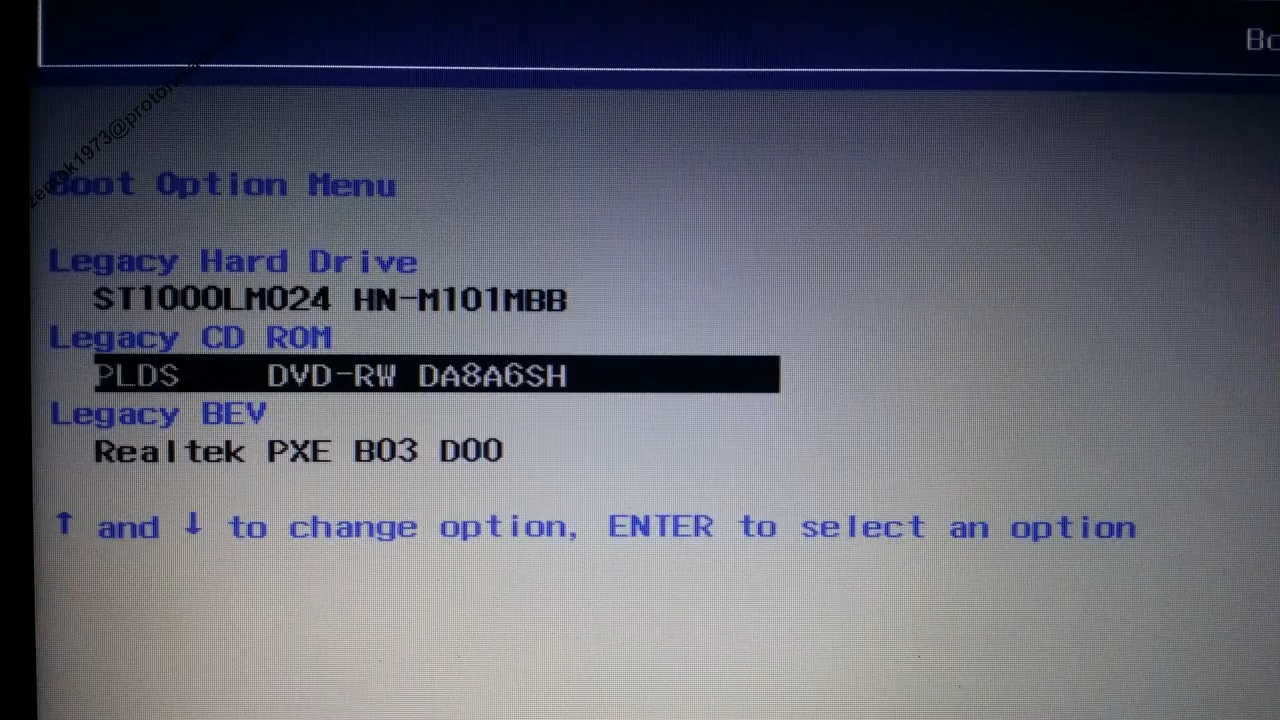 Bo
Boot Option Menu
Legacy Hard Drive
ST1000LM024 HN-M101MBB
Legacy CD ROM
PLDS DVD-RW DA8A6SH
Legacy BEV
Realtek PXE B03 D00
↑ and ↓ to change option, ENTER to select an option